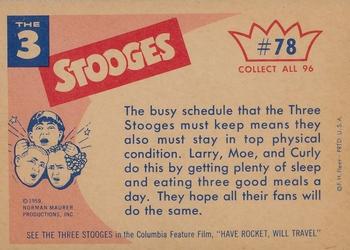 THE
3
STOOGES
#78
COLLECT ALL 96
The busy schedule that the Three
Stooges must keep means they
also must stay in top physical
condition. Larry, Moe, and Curly
do this by getting plenty of sleep
and eating three good meals a
day. They hope all their fans will
do the same.
©1959
NORMAN MAURER
PRODUCTIONS, INC.
©F. H. Fleer - PRTD. U.S.A.
SEE THE THREE STOOGES in the Columbia Feature Film, "HAVE ROCKET, WILL TRAVEL"